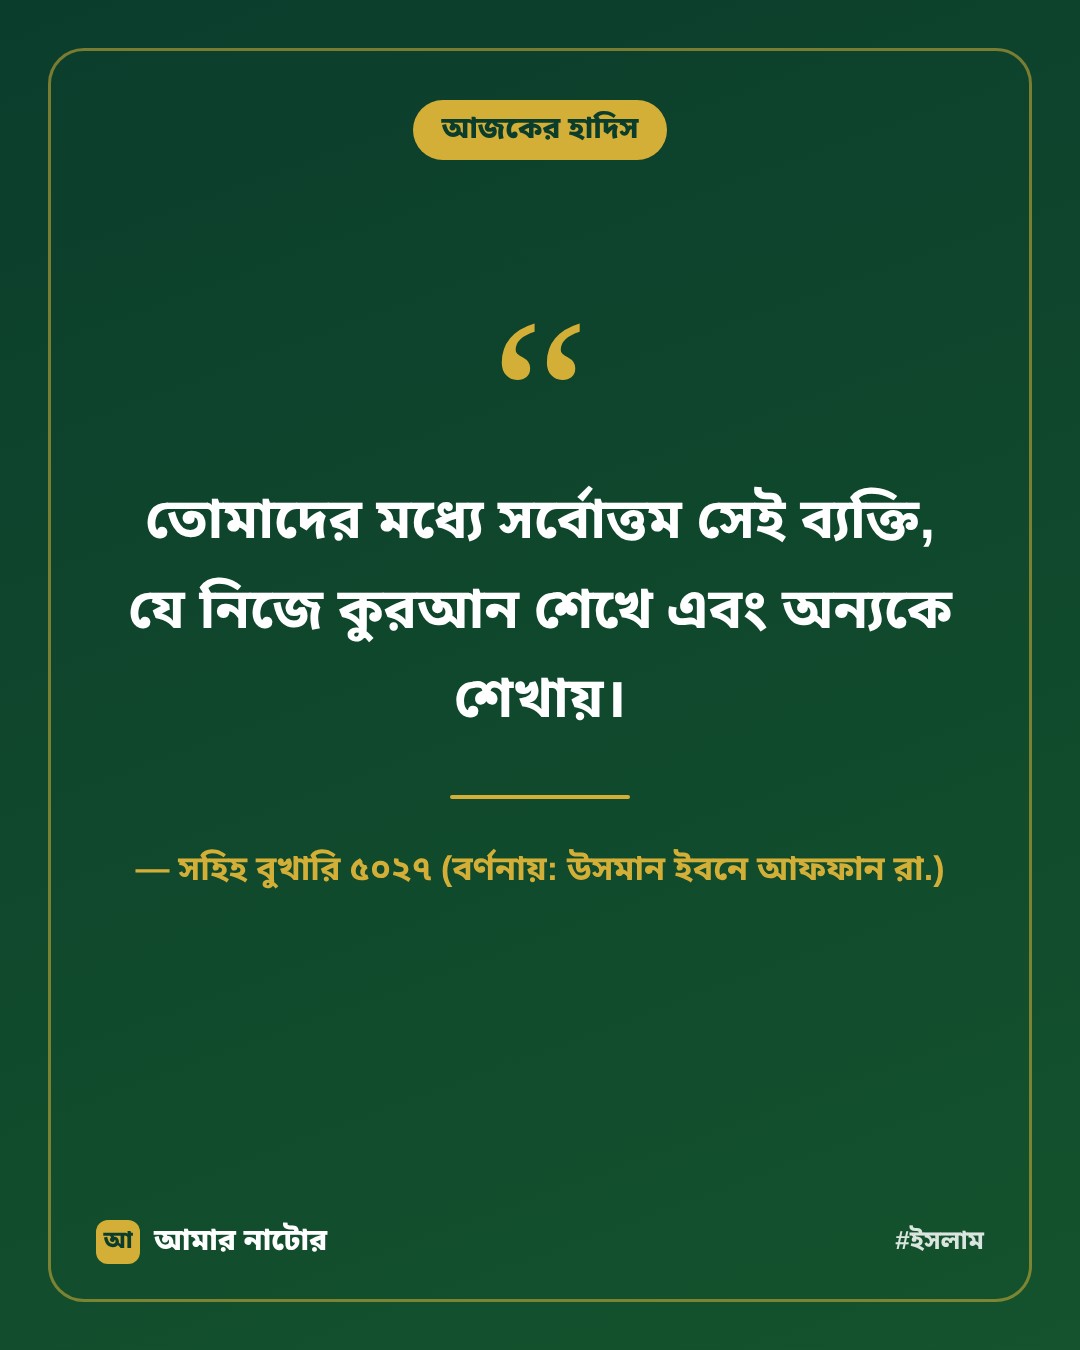 আজকের হাদিস
“
তোমাদের মধ্যে সর্বোত্তম সেই ব্যক্তি,
যে নিজে কুরআন শেখে এবং অন্যকে
শেখায়।
— সহিহ বুখারি ৫০২৭ (বর্ণনায়: উসমান ইবনে আফফান রা.)
আ আমার নাটোর
#ইসলাম